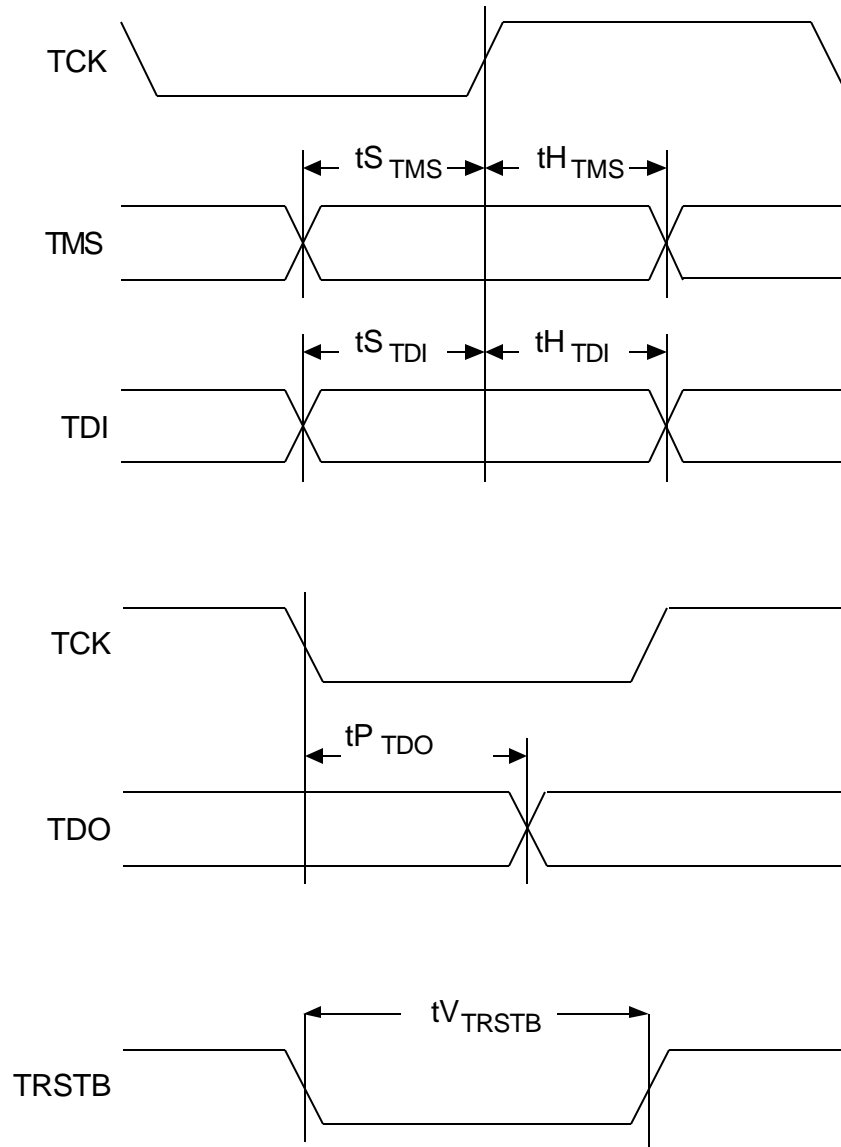 TCK
tS TMS tH TMS
TMS
tS TDI tH TDI
TDI
TCK
tP TDO
TDO
tV TRSTB
TRSTB